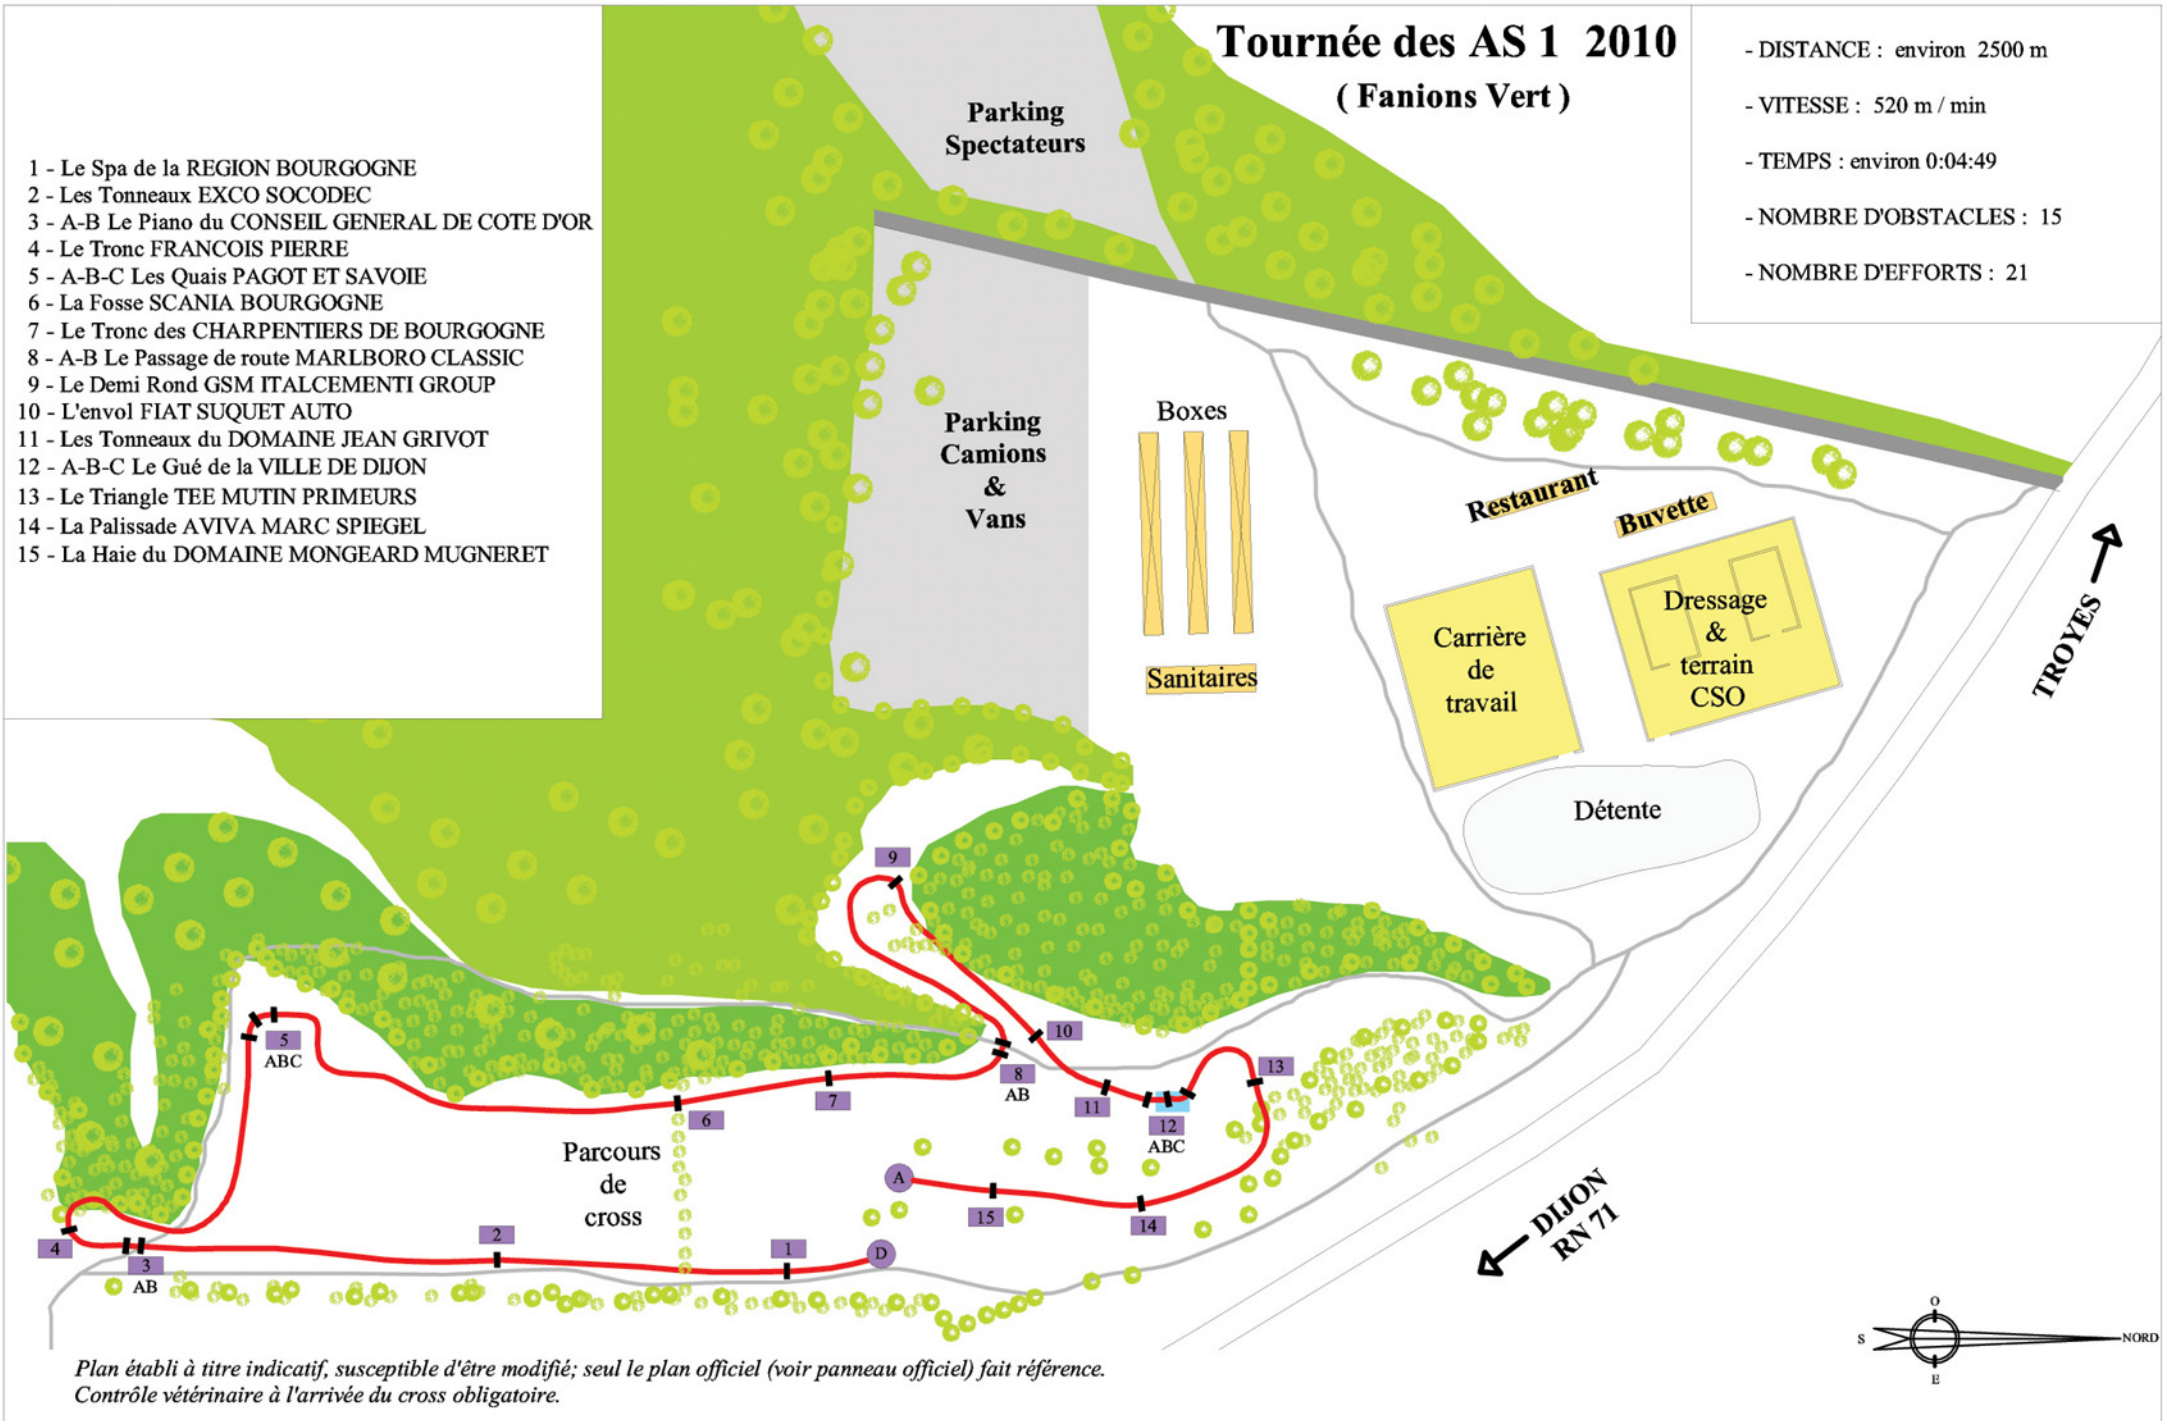 Tournée des AS 1 2010
( Fanions Vert )
- DISTANCE : environ 2500 m
- VITESSE : 520 m / min
- TEMPS : environ 0:04:49
- NOMBRE D'OBSTACLES : 15
- NOMBRE D'EFFORTS : 21
1 - Le Spa de la REGION BOURGOGNE
2 - Les Tonneaux EXCO SOCODEC
3 - A-B Le Piano du CONSEIL GENERAL DE COTE D'OR
4 - Le Tronc FRANCOIS PIERRE
5 - A-B-C Les Quais PAGOT ET SAVOIE
6 - La Fosse SCANIA BOURGOGNE
7 - Le Tronc des CHARPENTIERS DE BOURGOGNE
8 - A-B Le Passage de route MARLBORO CLASSIC
9 - Le Demi Rond GSM ITALCEMENTI GROUP
10 - L'envol FIAT SUQUET AUTO
11 - Les Tonneaux du DOMAINE JEAN GRIVOT
12 - A-B-C Le Gué de la VILLE DE DIJON
13 - Le Triangle TEE MUTIN PRIMEURS
14 - La Palissade AVIVA MARC SPIEGEL
15 - La Haie du DOMAINE MONGEARD MUGNERET
Parking
Spectateurs
Parking
Camions
&
Vans
Boxes
Sanitaires
Restaurant
Buvette
Carrière
de
travail
Dressage
&
terrain
CSO
Détente
TROYES
9
5
ABC
10
8
AB
13
7
11
6
12
ABC
Parcours
de
cross
A
15
14
DIJON
RN 71
4
3
AB
2
1
D
O
S
NORD
E
Plan établi à titre indicatif, susceptible d'être modifié; seul le plan officiel (voir panneau officiel) fait référence.
Contrôle vétérinaire à l'arrivée du cross obligatoire.